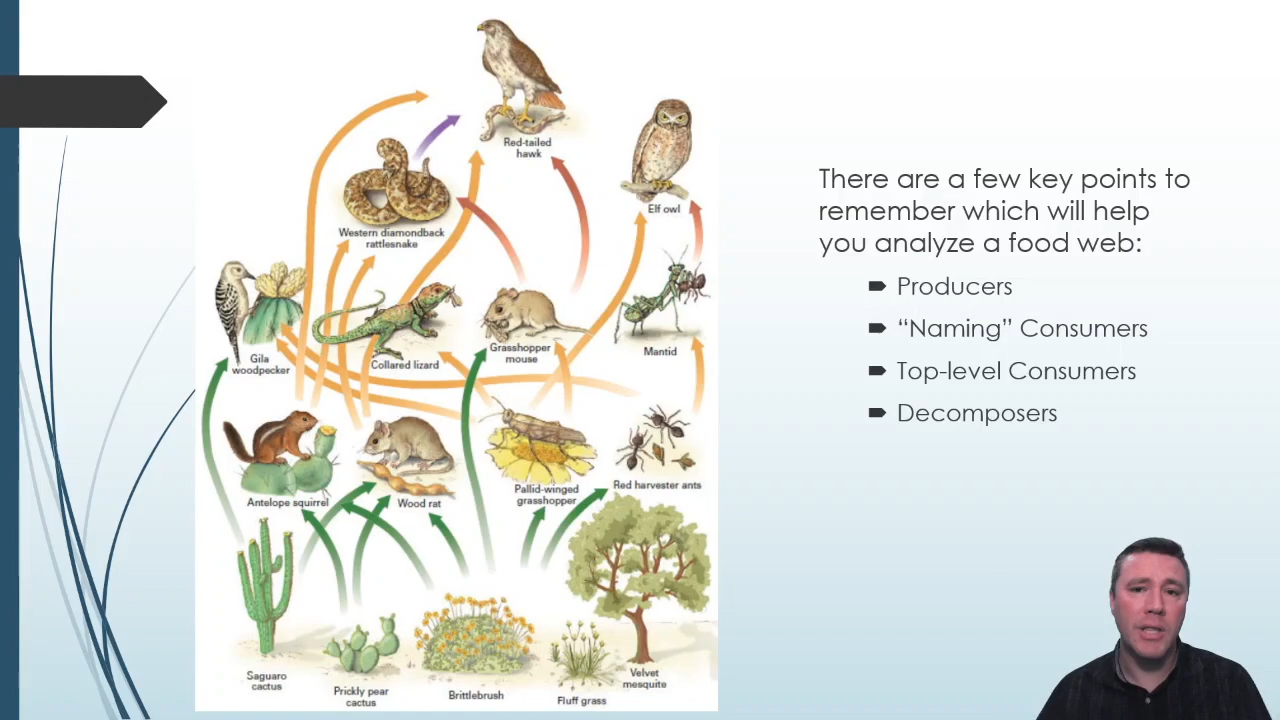 Red-tailed
hawk
Elf owl
Western diamondback
rattlesnake
Gila
woodpecker
Collared lizard
Grasshopper
mouse
Mantid
Antelope squirrel
Wood rat
Pallid-winged
grasshopper
Red harvester ants
Saguaro
cactus
Prickly pear
cactus
Brittlebrush
Fluff grass
Velvet
mesquite
There are a few key points to
remember which will help
you analyze a food web:
Producers
“Naming” Consumers
Top-level Consumers
Decomposers